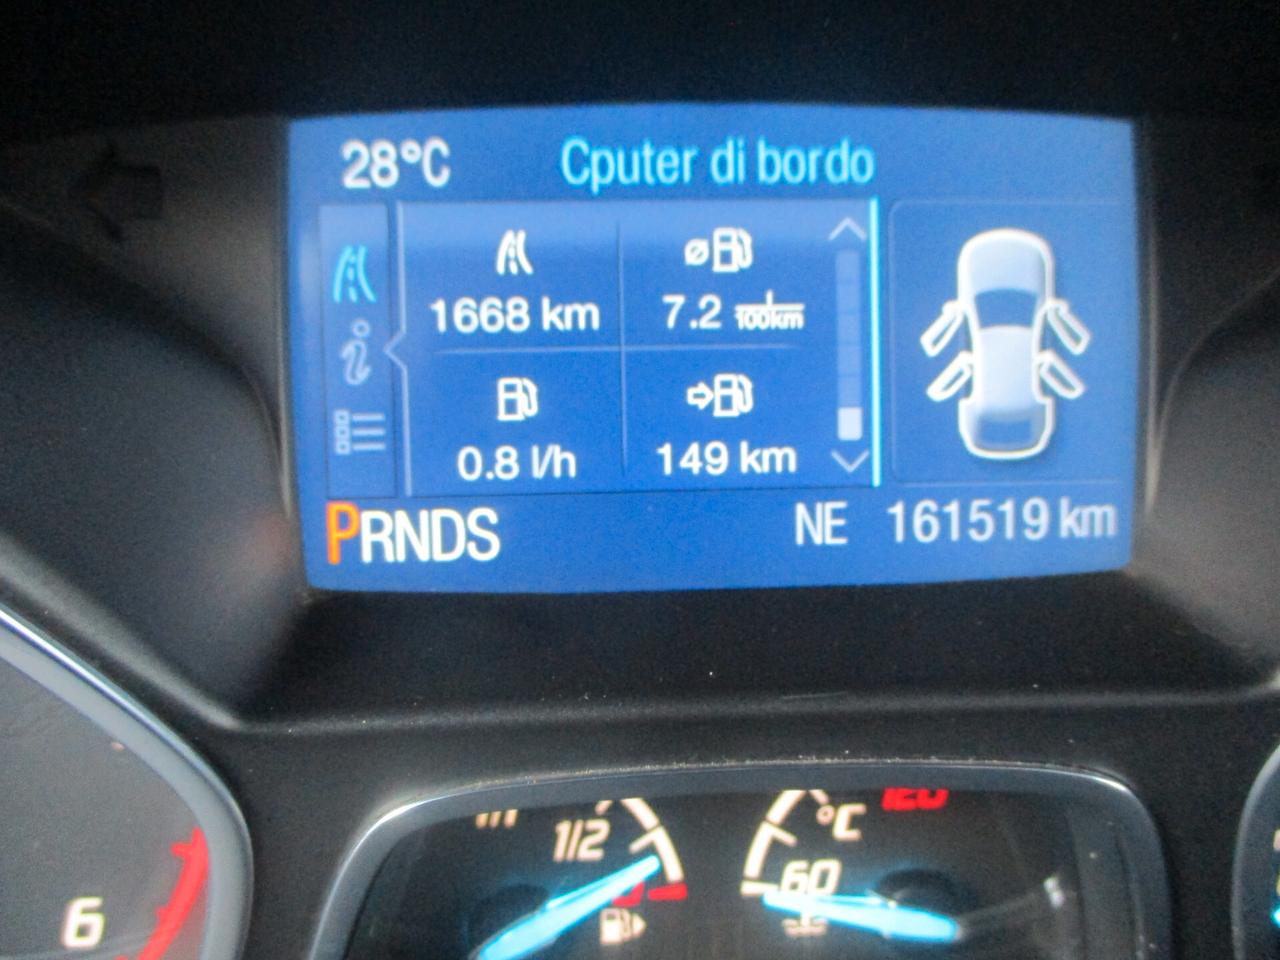 28°C Cputer di bordo
1668 km
7.2 l/100km
0.8 l/h
149 km
PRNDS NE 161519 km
1/2
°C 120
60
6